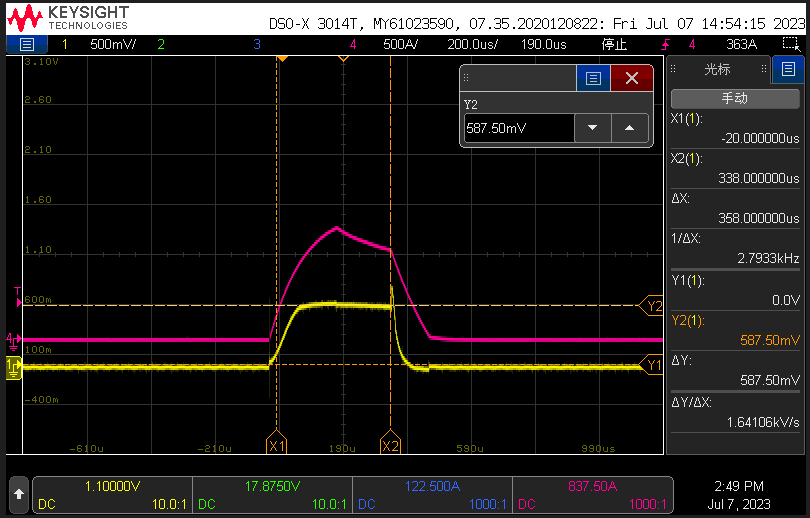 KEYSIGHT
TECHNOLOGIES
DSO-X 3014T, MY61023590, 07.35.2020120822: Fri Jul 07 14:54:15 2023
1 500mV/ 2 3 4 500A/ 200.0us/ 190.0us 停止 4 363A
3.10V
2.60
2.10
1.60
1.10
600m
100m
-400m
T
4
1
Y2
587.50mV
Y2
Y1
X1
X2
-610u -210u 190u 590u 990us
光标
手动
X1(1):
-20.000000us
X2(1):
338.000000us
ΔX:
358.000000us
1/ΔX:
2.7933kHz
Y1(1):
0.0V
Y2(1):
587.50mV
ΔY:
587.50mV
ΔY/ΔX:
1.64106kV/s
1.10000V 17.8750V 122.500A 837.50A
DC 10.0:1 DC 10.0:1 DC 1000:1 DC 1000:1
2:49 PM
Jul 7, 2023